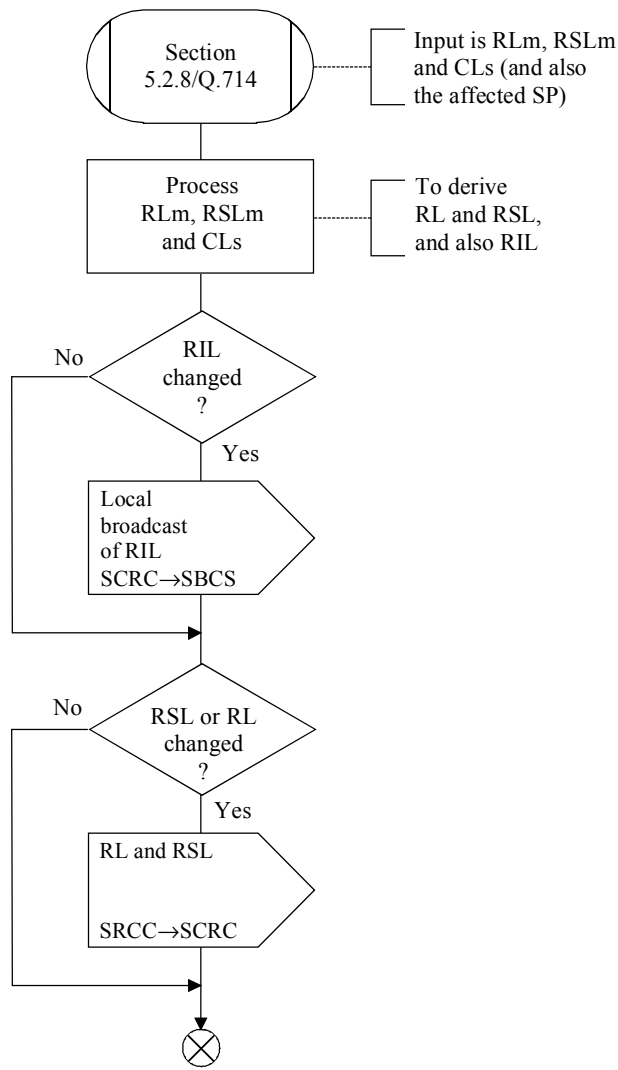 Section
5.2.8/Q.714
Input is RLm, RSLm
and CLs (and also
the affected SP)
Process
RLm, RSLm
and CLs
To derive
RL and RSL,
and also RIL
No
RIL
changed
?
Yes
Local
broadcast
of RIL
SCRC→SBCS
No
RSL or RL
changed
?
Yes
RL and RSL
SRCC→SCRC